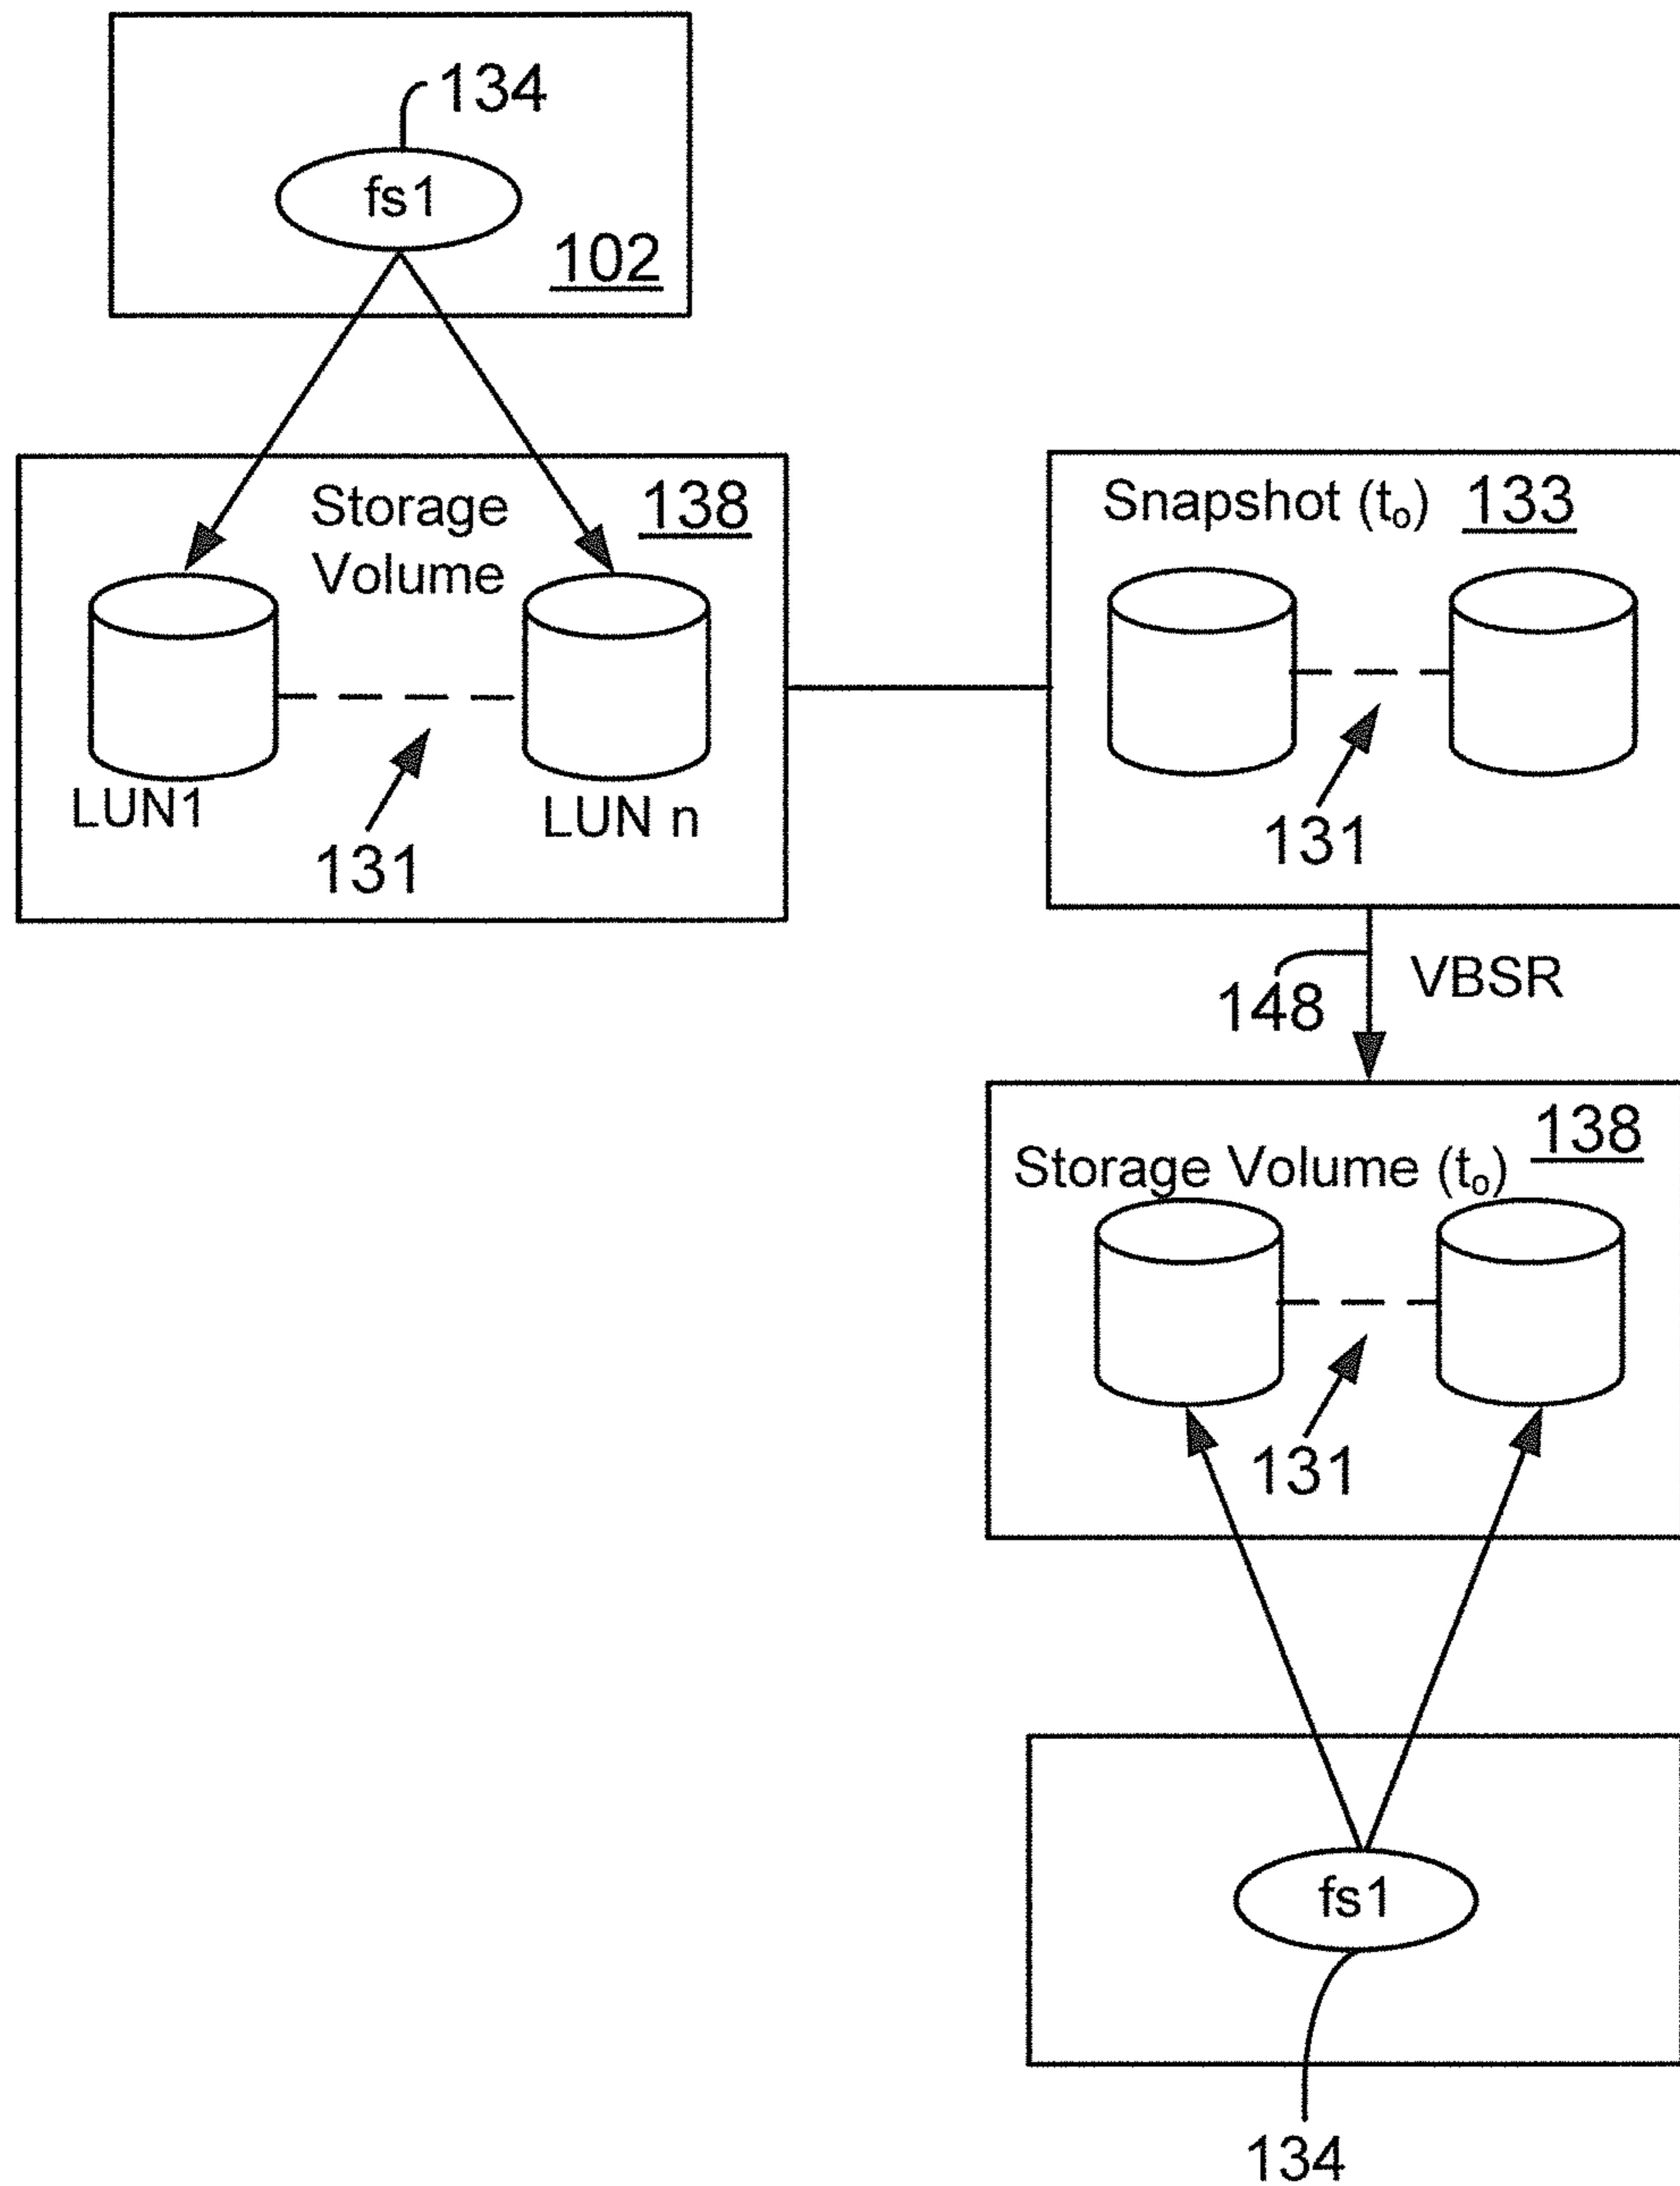 134
fs1
102
Storage
Volume
138
LUN1
LUN n
131
Snapshot (to) 133
131
148
VBSR
138
Storage Volume (to)
131
fs1
134